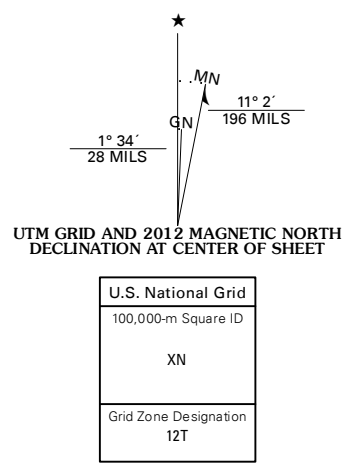 ★
MN
GN
11° 2´
196 MILS
1° 34´
28 MILS
UTM GRID AND 2012 MAGNETIC NORTH
DECLINATION AT CENTER OF SHEET
U.S. National Grid
100,000-m Square ID
XN
Grid Zone Designation
12T